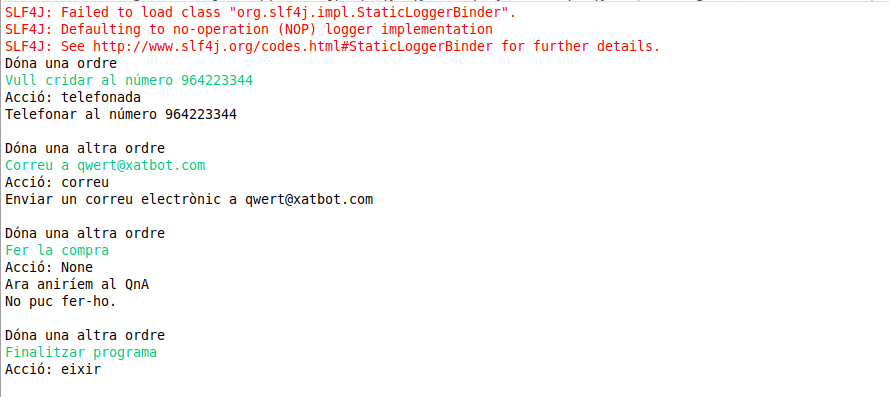 SLF4J: Failed to load class "org.slf4j.impl.StaticLoggerBinder".
SLF4J: Defaulting to no-operation (NOP) logger implementation
SLF4J: See http://www.slf4j.org/codes.html#StaticLoggerBinder for further details.
Dóna una ordre
Vull cridar al número 964223344
Acció: telefonada
Telefonar al número 964223344
Dóna una altra ordre
Correu a qwert@xatbot.com
Acció: correu
Enviar un correu electrònic a qwert@xatbot.com
Dóna una altra ordre
Fer la compra
Acció: None
Ara aniríem al QnA
No puc fer-ho.
Dóna una altra ordre
Finalitzar programa
Acció: eixir